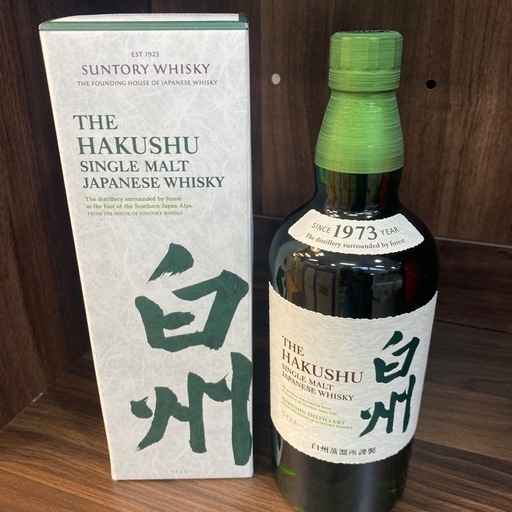 EST 1923
SUNTORY WHISKY
THE FOUNDING HOUSE OF JAPANESE WHISKY
THE
HAKUSHU
SINGLE MALT
JAPANESE WHISKY
The distillery surrounded by forest
at the foot of the Southern Japan Alps
FROM THE HOUSE OF SUNTORY WHISKY
白州
SINCE 1973 YEAR
The distillery surrounded by forest
THE
HAKUSHU
SINGLE MALT
JAPANESE WHISKY
HAKUSHU DISTILLERY
白州
白州蒸溜所謹製